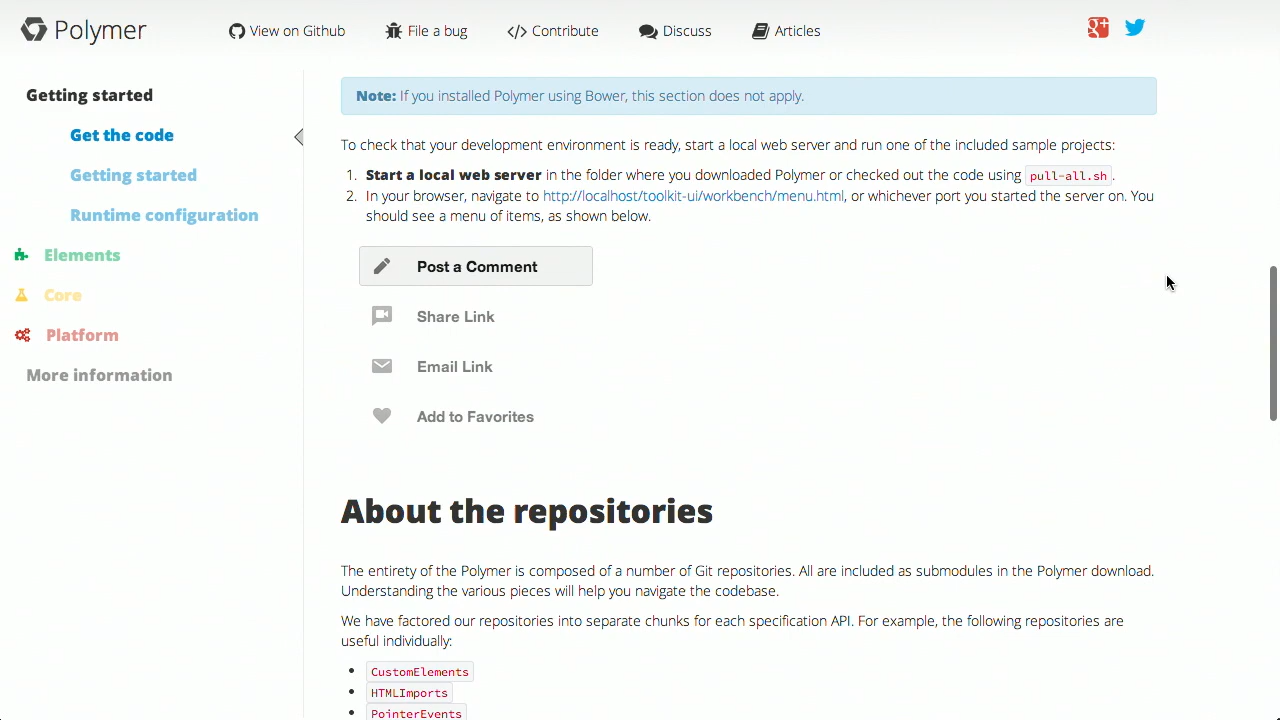 Polymer
View on Github
File a bug
Contribute
Discuss
Articles
Getting started
Get the code
Getting started
Runtime configuration
Elements
Core
Platform
More information
Note: If you installed Polymer using Bower, this section does not apply.
To check that your development environment is ready, start a local web server and run one of the included sample projects:
1. Start a local web server in the folder where you downloaded Polymer or checked out the code using pull-all.sh.
2. In your browser, navigate to http://localhost/toolkit-ui/workbench/menu.html, or whichever port you started the server on. You
should see a menu of items, as shown below.
Post a Comment
Share Link
Email Link
Add to Favorites
About the repositories
The entirety of the Polymer is composed of a number of Git repositories. All are included as submodules in the Polymer download.
Understanding the various pieces will help you navigate the codebase.
We have factored our repositories into separate chunks for each specification API. For example, the following repositories are
useful individually:
• CustomElements
• HTMLImports
• PointerEvents